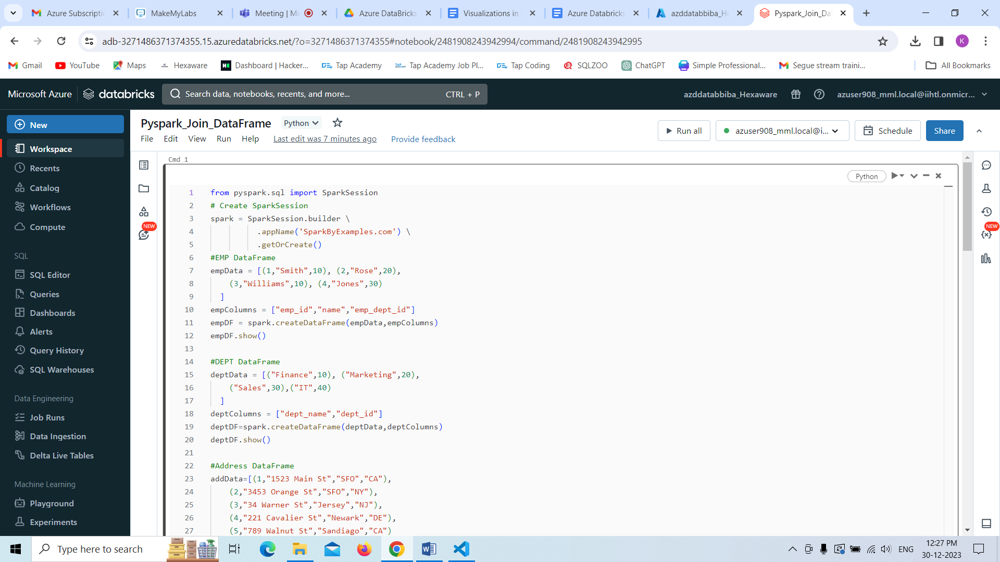 Azure Subscriptic
MakeMyLabs
Meeting | Mi
Azure DataBricks
Visualizations in
Azure Databricks
azddatabbiba_He
Pyspark_Join_Da
adb-3271486371374355.15.azuredatabricks.net/?o=3271486371374355#notebook/2481908243942994/command/2481908243942995
K
Gmail
YouTube
Maps
Hexaware
Dashboard | Hacker...
Tap Academy
Tap Academy Job Pl...
Tap Coding
SQLZOO
ChatGPT
Simple Professional...
Segue stream traini...
All Bookmarks
Microsoft Azure
databricks
Search data, notebooks, recents, and more...
CTRL + P
azddatabbiba_Hexaware
azuser908_mml.local@iihtl.onmicr...
New
Workspace
Recents
Catalog
Workflows
Compute
SQL
SQL Editor
Queries
Dashboards
Alerts
Query History
SQL Warehouses
Data Engineering
Job Runs
Data Ingestion
Delta Live Tables
Machine Learning
Playground
Experiments
Pyspark_Join_DataFrame
Python
File Edit View Run Help Last edit was 7 minutes ago Provide feedback
Run all
azuser908_mml.local@i...
Schedule
Share
NEW
NEW
Cmd 1
Python
1 from pyspark.sql import SparkSession
2 # Create SparkSession
3 spark = SparkSession.builder \
4 .appName('SparkByExamples.com') \
5 .getOrCreate()
6 #EMP DataFrame
7 empData = [(1,"Smith",10), (2,"Rose",20),
8 (3,"Williams",10), (4,"Jones",30)
9 ]
10 empColumns = ["emp_id","name","emp_dept_id"]
11 empDF = spark.createDataFrame(empData,empColumns)
12 empDF.show()
13
14 #DEPT DataFrame
15 deptData = [("Finance",10), ("Marketing",20),
16 ("Sales",30),("IT",40)
17 ]
18 deptColumns = ["dept_name","dept_id"]
19 deptDF=spark.createDataFrame(deptData,deptColumns)
20 deptDF.show()
21
22 #Address DataFrame
23 addData=[(1,"1523 Main St","SFO","CA"),
24 (2,"3453 Orange St","SFO","NY"),
25 (3,"34 Warner St","Jersey","NJ"),
26 (4,"221 Cavalier St","Newark","DE"),
27 (5,"789 Walnut St","Sandiago","CA")
Type here to search
ENG
12:27 PM
30-12-2023